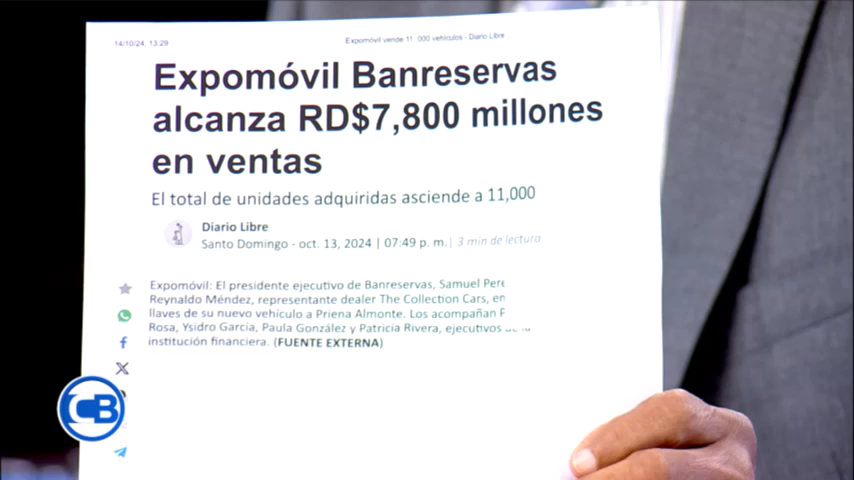 14/10/24, 13:29
Expomóvil vende 11, 000 vehículos - Diario Libre
Expomóvil Banreservas
alcanza RD$7,800 millones
en ventas
El total de unidades adquiridas asciende a 11,000
Diario Libre
Santo Domingo - oct. 13, 2024 | 07:49 p. m. | 3 min de lectura
Expomóvil: El presidente ejecutivo de Banreservas, Samuel Pere
Reynaldo Méndez, representante dealer The Collection Cars, en
llaves de su nuevo vehículo a Priena Almonte. Los acompañan
Rosa, Ysidro García, Paula González y Patricia Rivera, ejecutivos
institución financiera. (FUENTE EXTERNA)
CB